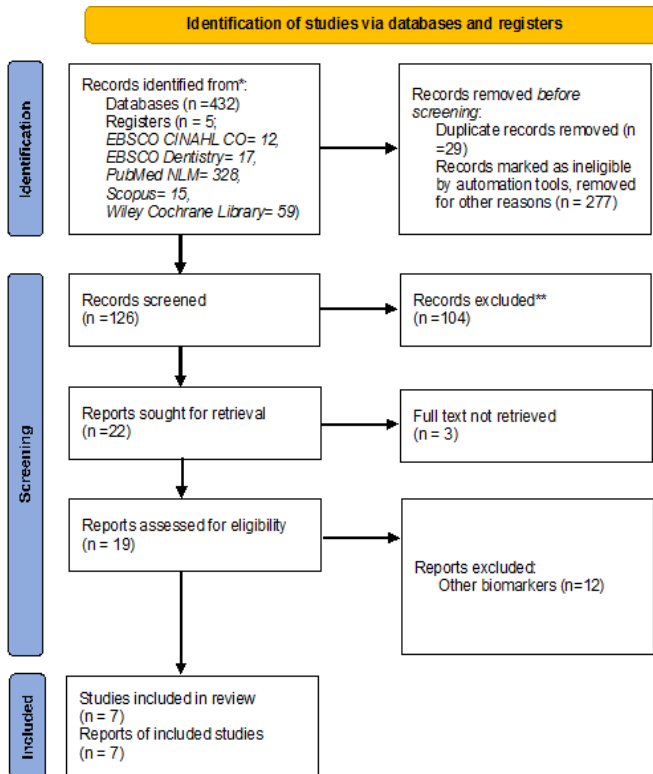 Identification of studies via databases and registers
Identification
Records identified from*:
Databases (n =432)
Registers (n = 5;
EBSCO CINAHL CO= 12,
EBSCO Dentistry= 17,
PubMed NLM= 328,
Scopus= 15,
Wiley Cochrane Library= 59)
Records removed before
screening:
Duplicate records removed (n
=29)
Records marked as ineligible
by automation tools, removed
for other reasons (n = 277)
Screening
Records screened
(n =126)
Records excluded**
(n =104)
Reports sought for retrieval
(n =22)
Full text not retrieved
(n = 3)
Reports assessed for eligibility
(n = 19)
Reports excluded:
Other biomarkers (n=12)
Included
Studies included in review
(n = 7)
Reports of included studies
(n = 7)